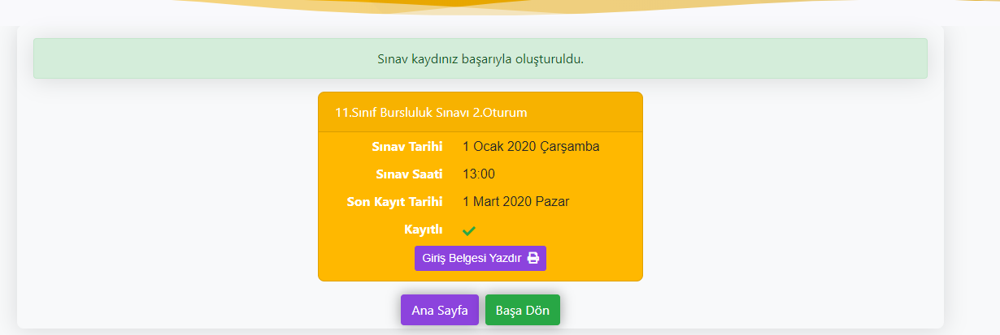 Sınav kaydınız başarıyla oluşturuldu.
11.Sınıf Bursluluk Sınavı 2.Oturum
Sınav Tarihi 1 Ocak 2020 Çarşamba
Sınav Saati 13:00
Son Kayıt Tarihi 1 Mart 2020 Pazar
Kayıtlı
Giriş Belgesi Yazdır
Ana Sayfa Başa Dön